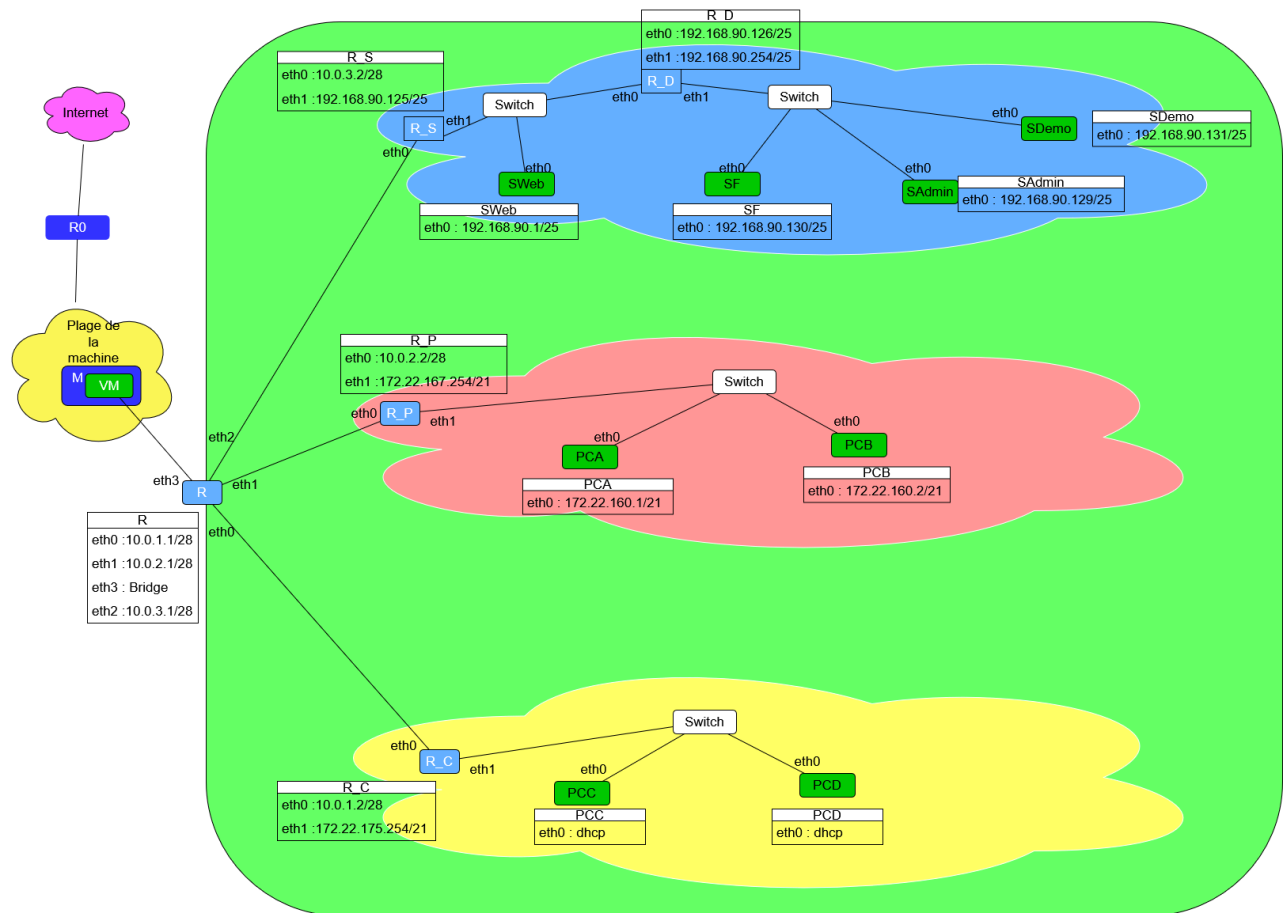 R_D
eth0 :192.168.90.126/25
eth1 :192.168.90.254/25
R_S
eth0 :10.0.3.2/28
eth1 :192.168.90.125/25
R_D
eth0
eth1
Switch
Switch
Internet
eth1
R_S
eth0
eth0
SDemo
SDemo
eth0 : 192.168.90.131/25
eth0
SWeb
eth0
SF
eth0
SAdmin
SAdmin
eth0 : 192.168.90.129/25
SWeb
eth0 : 192.168.90.1/25
SF
eth0 : 192.168.90.130/25
R0
Plage de
la
machine
M
VM
R_P
eth0 :10.0.2.2/28
eth1 :172.22.167.254/21
Switch
eth0
R_P
eth1
eth0
PCA
eth0
PCB
PCA
eth0 : 172.22.160.1/21
PCB
eth0 : 172.22.160.2/21
eth2
eth3
R
eth1
eth0
R
eth0 :10.0.1.1/28
eth1 :10.0.2.1/28
eth3 : Bridge
eth2 :10.0.3.1/28
Switch
eth0
R_C
eth1
eth0
PCC
eth0
PCD
R_C
eth0 :10.0.1.2/28
eth1 :172.22.175.254/21
PCC
eth0 : dhcp
PCD
eth0 : dhcp